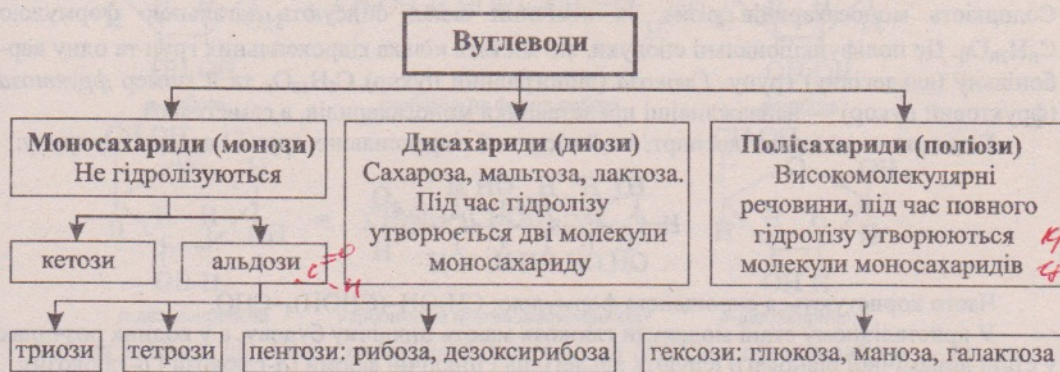 Вуглеводи
Моносахариди (монози)
Не гідролізуються
Дисахариди (диози)
Сахароза, мальтоза, лактоза.
Під час гідролізу
утворюється дві молекули
моносахариду
Полісахариди (поліози)
Високомолекулярні
речовини, під час повного
гідролізу утворюються
молекули моносахаридів
кетози
альдози
C=O
-H
триози
тетрози
пентози: рибоза, дезоксирибоза
гексози: глюкоза, маноза, галактоза